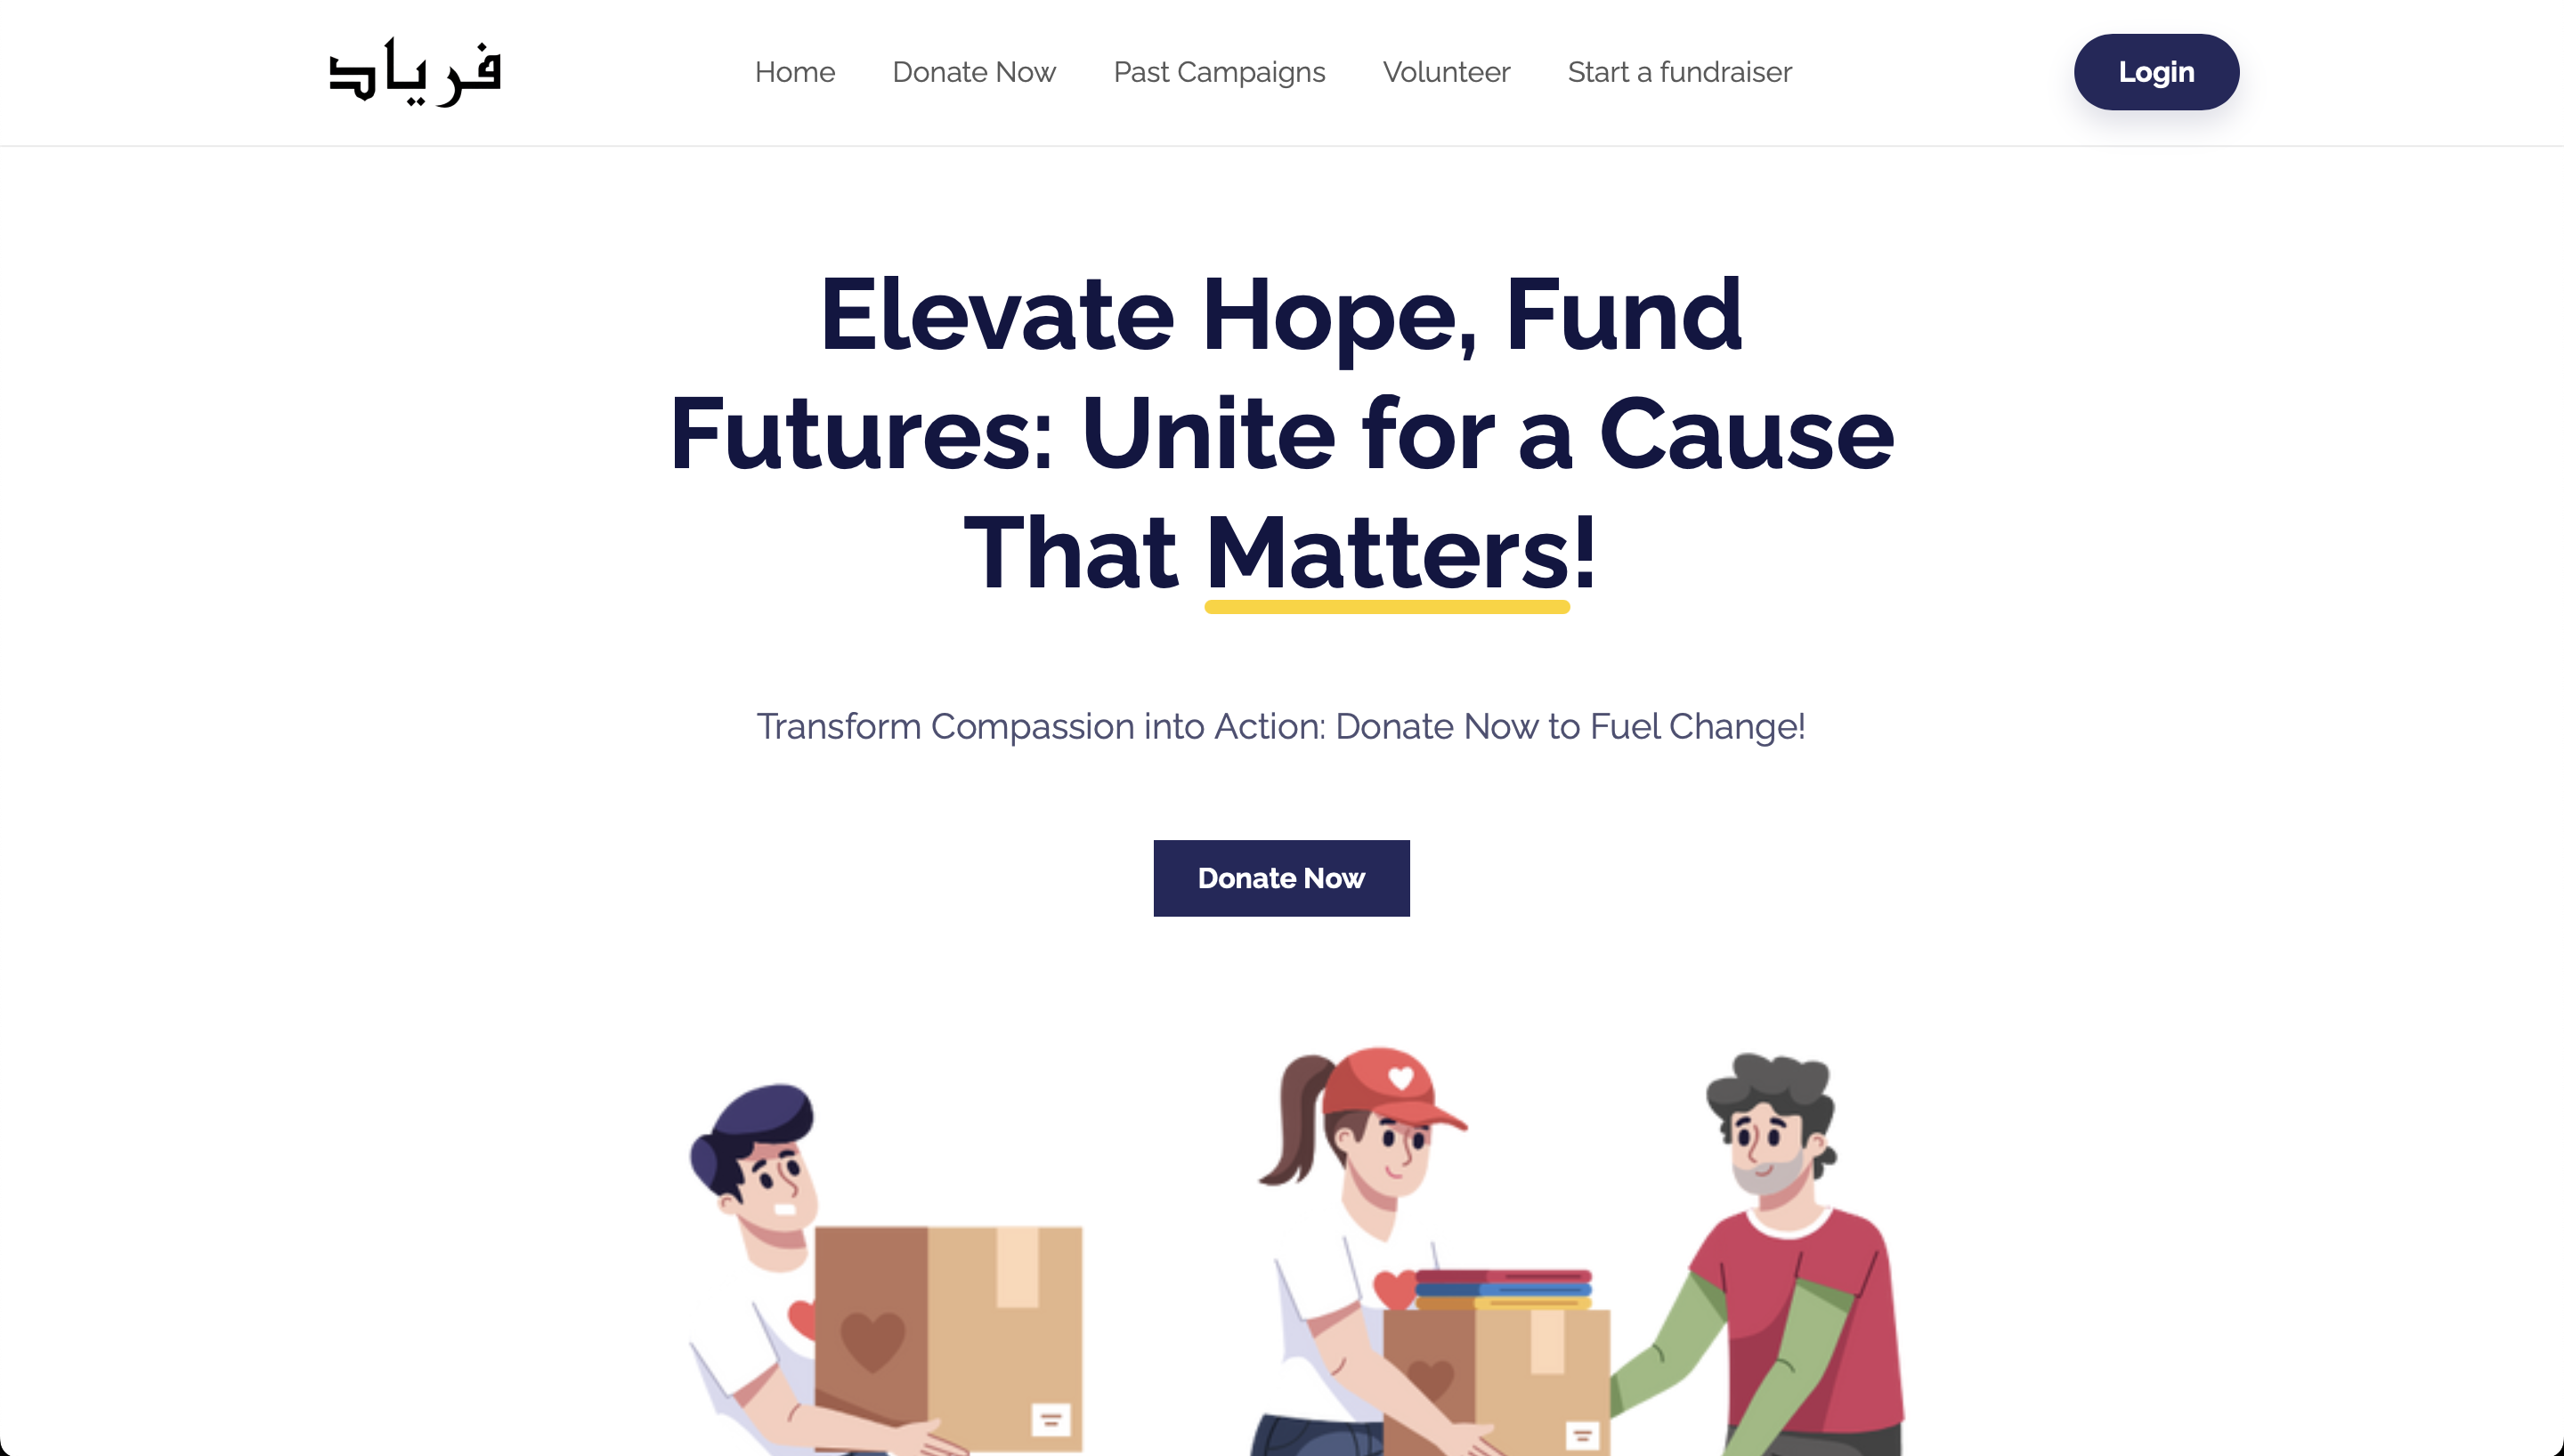 فریاد
Home
Donate Now
Past Campaigns
Volunteer
Start a fundraiser
Login
Elevate Hope, Fund
Futures: Unite for a Cause
That Matters!
Transform Compassion into Action: Donate Now to Fuel Change!
Donate Now